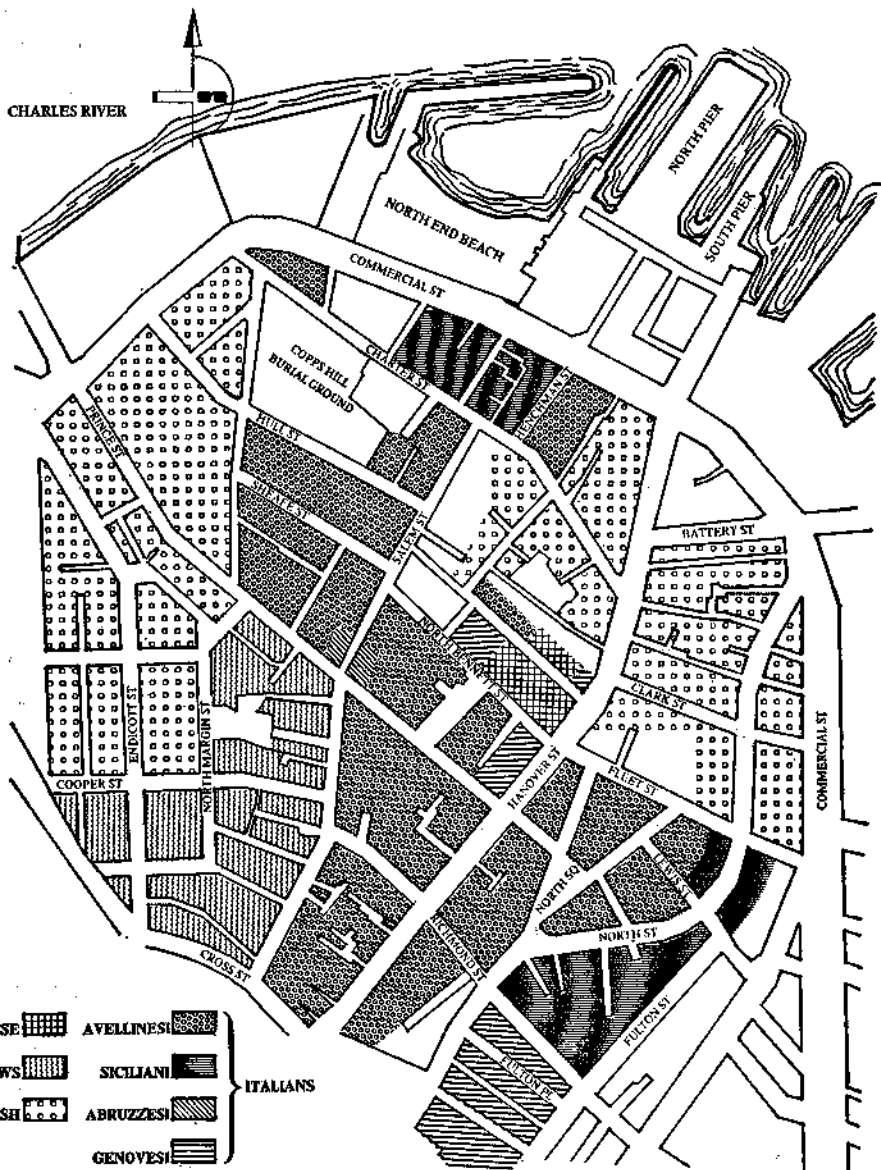 CHARLES RIVER
NORTH PIER
SOUTH PIER
NORTH END BEACH
COMMERCIAL ST
COPPS HILL
BURIAL GROUND
CHARTER ST
HENCHMAN ST
PRINCE ST
HULL ST
SHEAFE ST
SALEM ST
BATTERY ST
NORTH BENNET ST
CLARK ST
ENDICOTT ST
NORTH MARGIN ST
COMMERCIAL ST
COOPER ST
HANOVER ST
FLEET ST
NORTH SQ
LEWIS ST
RICHMOND ST
NORTH ST
CROSS ST
FULTON ST
FULTON PL
SE
AVELLINESI
WS
SICILIANI
ITALIANS
SH
ABRUZZESI
GENOVESI